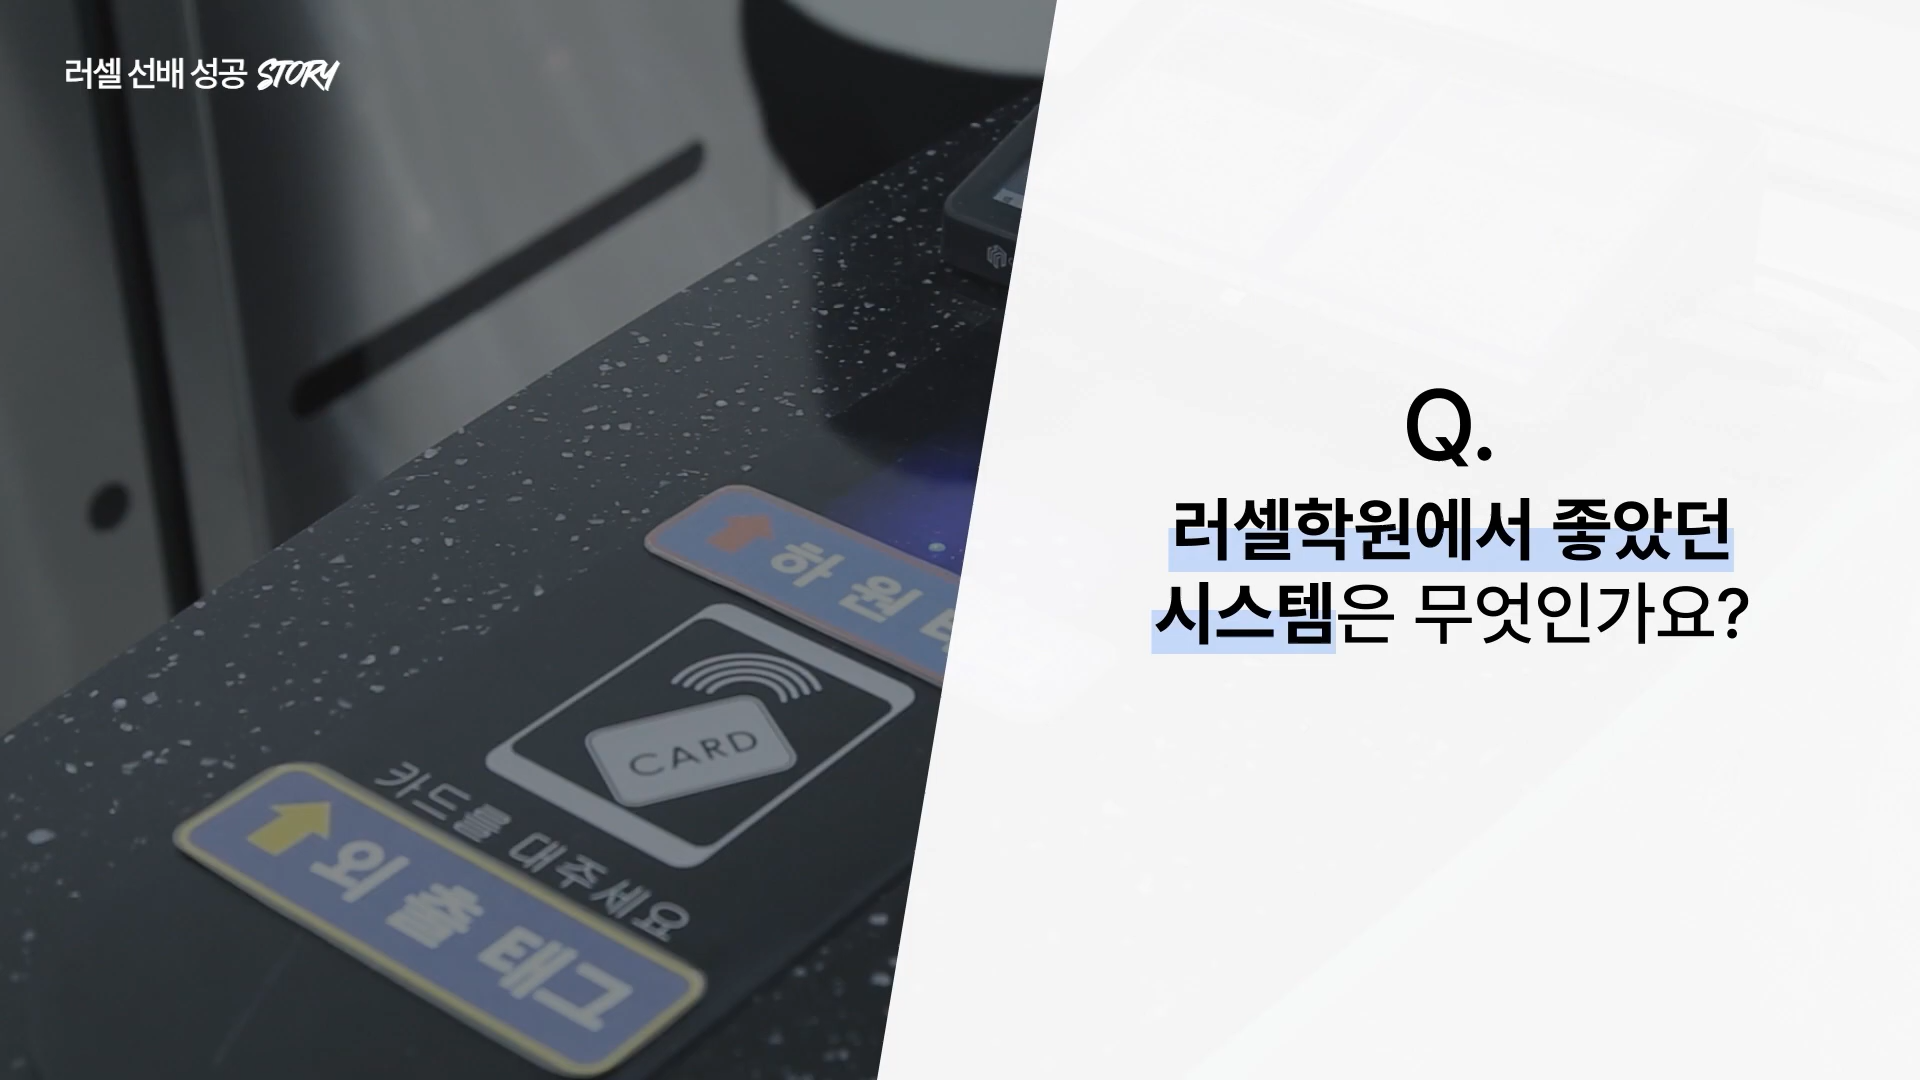 러셀 선배 성공 STORY
Q.
러셀학원에서 좋았던
시스템은 무엇인가요?
하 원
CARD
카드를 대주세요
외 출 태그